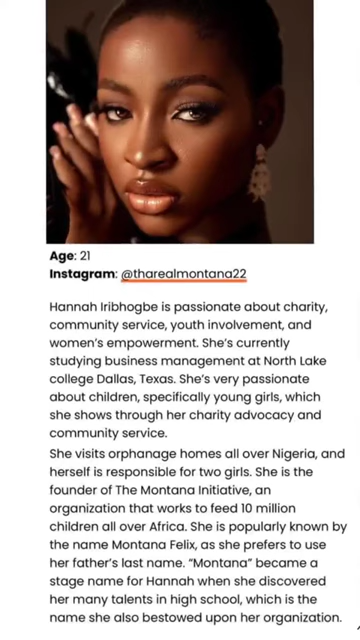 Age: 21
Instagram: @tharealmontana22
Hannah Iribhogbe is passionate about charity,
community service, youth involvement, and
women's empowerment. She's currently
studying business management at North Lake
college Dallas, Texas. She's very passionate
about children, specifically young girls, which
she shows through her charity advocacy and
community service.
She visits orphanage homes all over Nigeria, and
herself is responsible for two girls. She is the
founder of The Montana Initiative, an
organization that works to feed 10 million
children all over Africa. She is popularly known by
the name Montana Felix, as she prefers to use
her father's last name. "Montana" became a
stage name for Hannah when she discovered
her many talents in high school, which is the
name she also bestowed upon her organization.